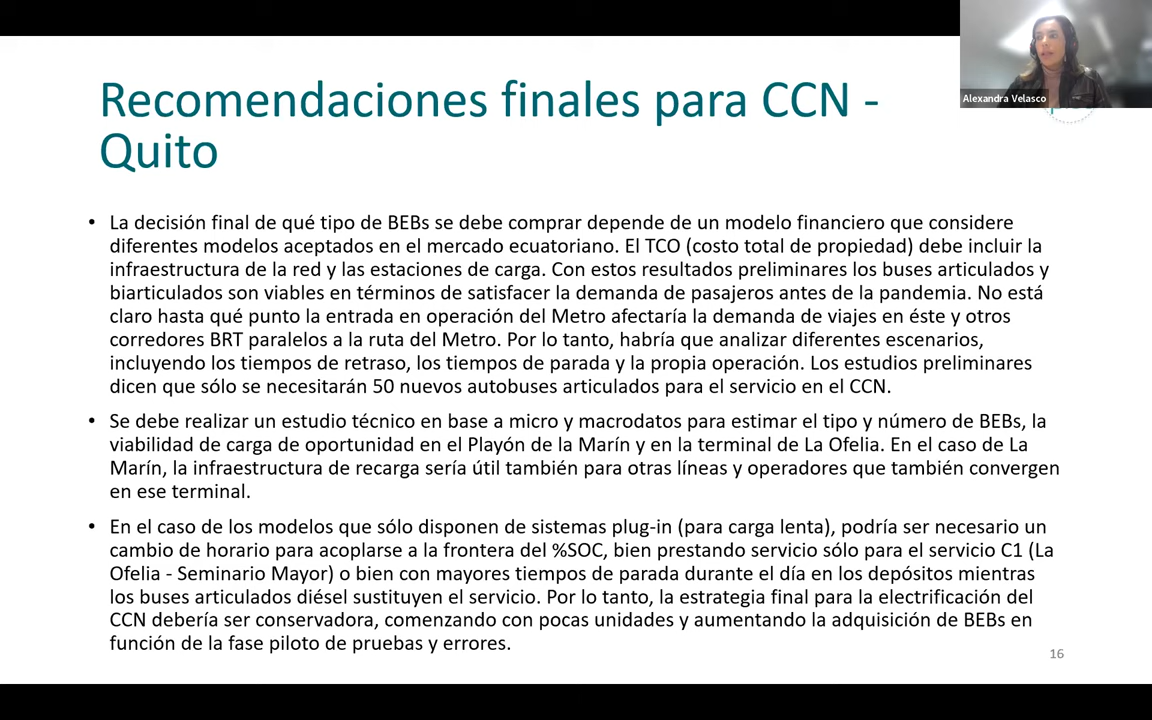 Recomendaciones finales para CCN -
Quito
Alexandra Velasco
• La decisión final de qué tipo de BEBs se debe comprar depende de un modelo financiero que considere
diferentes modelos aceptados en el mercado ecuatoriano. El TCO (costo total de propiedad) debe incluir la
infraestructura de la red y las estaciones de carga. Con estos resultados preliminares los buses articulados y
biarticulados son viables en términos de satisfacer la demanda de pasajeros antes de la pandemia. No está
claro hasta qué punto la entrada en operación del Metro afectaría la demanda de viajes en éste y otros
corredores BRT paralelos a la ruta del Metro. Por lo tanto, habría que analizar diferentes escenarios,
incluyendo los tiempos de retraso, los tiempos de parada y la propia operación. Los estudios preliminares
dicen que sólo se necesitarán 50 nuevos autobuses articulados para el servicio en el CCN.
• Se debe realizar un estudio técnico en base a micro y macrodatos para estimar el tipo y número de BEBs, la
viabilidad de carga de oportunidad en el Playón de la Marín y en la terminal de La Ofelia. En el caso de La
Marín, la infraestructura de recarga sería útil también para otras líneas y operadores que también convergen
en ese terminal.
• En el caso de los modelos que sólo disponen de sistemas plug-in (para carga lenta), podría ser necesario un
cambio de horario para acoplarse a la frontera del %SOC, bien prestando servicio sólo para el servicio C1 (La
Ofelia - Seminario Mayor) o bien con mayores tiempos de parada durante el día en los depósitos mientras
los buses articulados diésel sustituyen el servicio. Por lo tanto, la estrategia final para la electrificación del
CCN debería ser conservadora, comenzando con pocas unidades y aumentando la adquisición de BEBs en
función de la fase piloto de pruebas y errores.
16